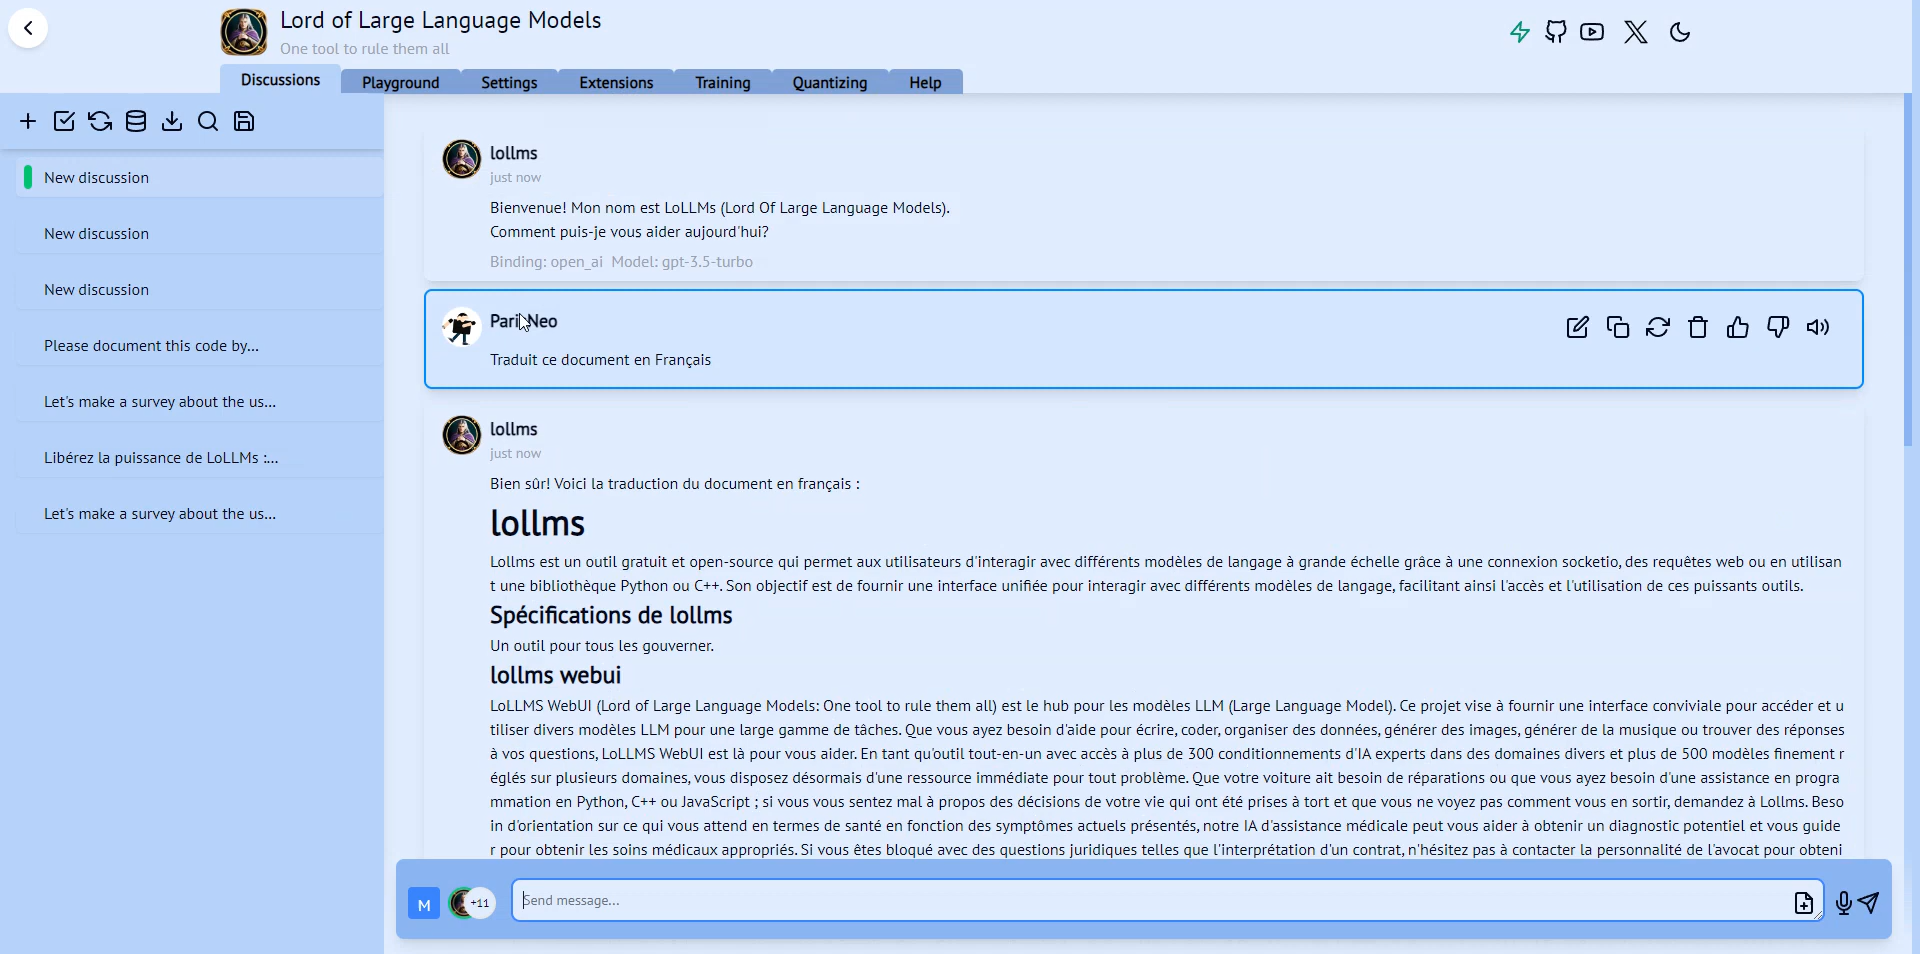 Lord of Large Language Models
One tool to rule them all
Discussions
Playground
Settings
Extensions
Training
Quantizing
Help
New discussion
New discussion
New discussion
Please document this code by...
Let's make a survey about the us...
Libérez la puissance de LoLLMs :...
Let's make a survey about the us...
lollms
just now
Bienvenue! Mon nom est LoLLMs (Lord Of Large Language Models).
Comment puis-je vous aider aujourd'hui?
Binding: open_ai Model: gpt-3.5-turbo
ParisNeo
Traduit ce document en Français
lollms
just now
Bien sûr! Voici la traduction du document en français :
lollms
Lollms est un outil gratuit et open-source qui permet aux utilisateurs d'interagir avec différents modèles de langage à grande échelle grâce à une connexion socketio, des requêtes web ou en utilisan
t une bibliothèque Python ou C++. Son objectif est de fournir une interface unifiée pour interagir avec différents modèles de langage, facilitant ainsi l'accès et l'utilisation de ces puissants outils.
Spécifications de lollms
Un outil pour tous les gouverner.
lollms webui
LoLLMS WebUI (Lord of Large Language Models: One tool to rule them all) est le hub pour les modèles LLM (Large Language Model). Ce projet vise à fournir une interface conviviale pour accéder et u
tiliser divers modèles LLM pour une large gamme de tâches. Que vous ayez besoin d'aide pour écrire, coder, organiser des données, générer des images, générer de la musique ou trouver des réponses
à vos questions, LoLLMS WebUI est là pour vous aider. En tant qu'outil tout-en-un avec accès à plus de 300 conditionnements d'IA experts dans des domaines divers et plus de 500 modèles finement r
églés sur plusieurs domaines, vous disposez désormais d'une ressource immédiate pour tout problème. Que votre voiture ait besoin de réparations ou que vous ayez besoin d'une assistance en progra
mmation en Python, C++ ou JavaScript ; si vous vous sentez mal à propos des décisions de votre vie qui ont été prises à tort et que vous ne voyez pas comment vous en sortir, demandez à Lollms. Beso
in d'orientation sur ce qui vous attend en termes de santé en fonction des symptômes actuels présentés, notre IA d'assistance médicale peut vous aider à obtenir un diagnostic potentiel et vous guide
r pour obtenir les soins médicaux appropriés. Si vous êtes bloqué avec des questions juridiques telles que l'interprétation d'un contrat, n'hésitez pas à contacter la personnalité de l'avocat pour obteni
M
+11
Send message...